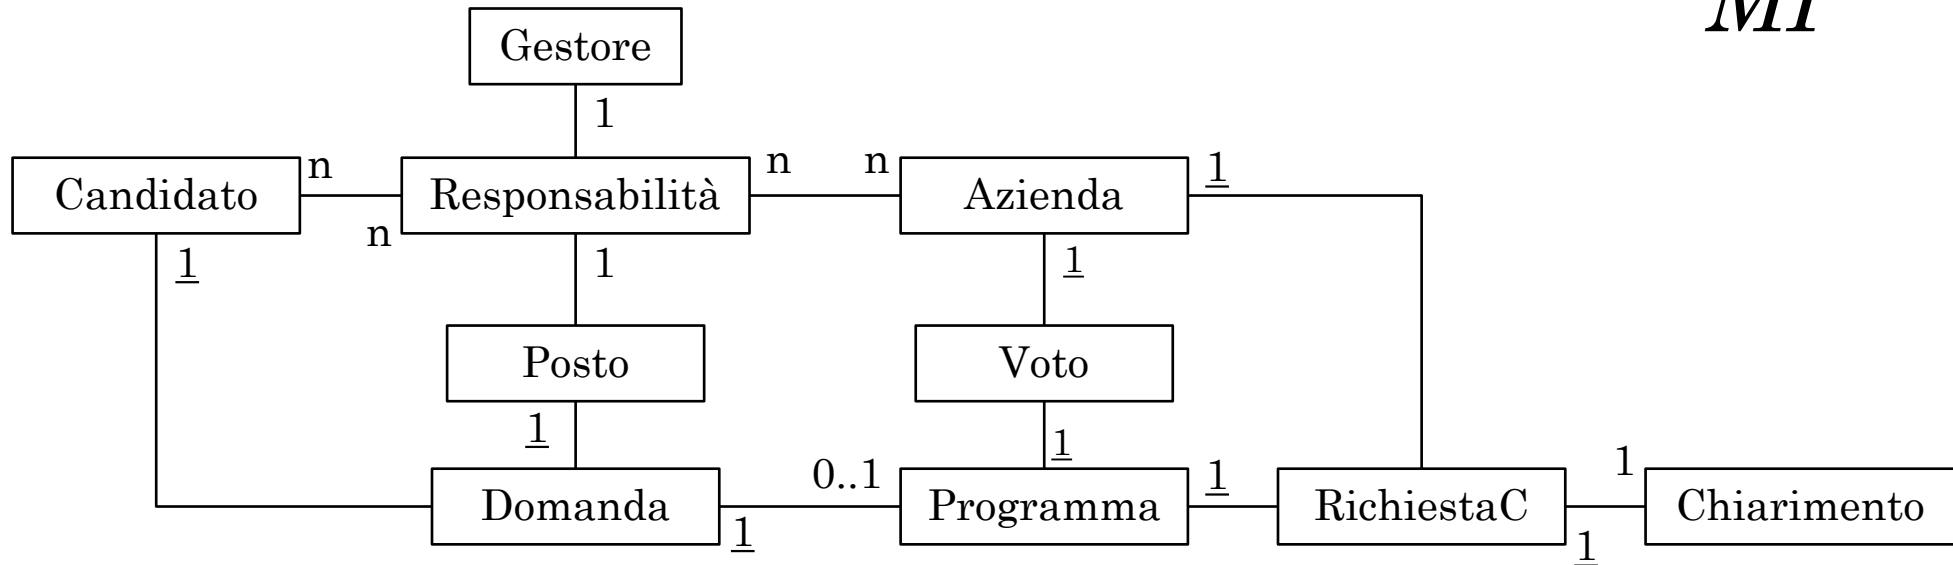 MI
Gestore
1
Candidato
n
n
Responsabilità
n
n
Azienda
1
1
1
1
Posto
Voto
1
1
Domanda
1
0..1
Programma
1
RichiestaC
1
1
Chiarimento